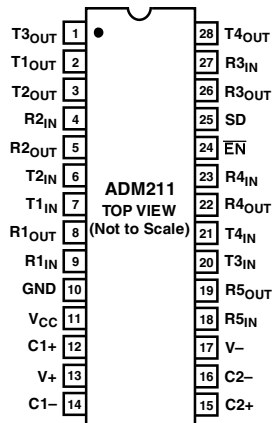 T3OUT 1 28 T4OUT
T1OUT 2 27 R3IN
T2OUT 3 26 R3OUT
R2IN 4 25 SD
R2OUT 5 24 E̅N̅
T2IN 6 23 R4IN
T1IN 7 22 R4OUT
R1OUT 8 21 T4IN
R1IN 9 20 T3IN
GND 10 19 R5OUT
VCC 11 18 R5IN
C1+ 12 17 V–
V+ 13 16 C2–
C1– 14 15 C2+
ADM211
TOP VIEW
(Not to Scale)